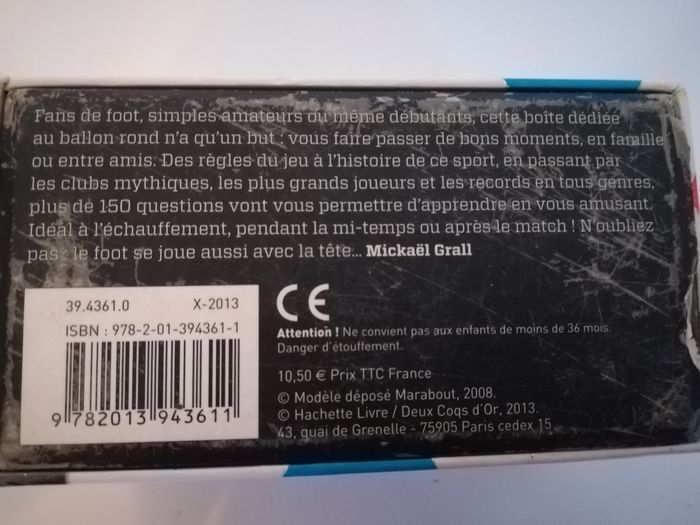 Fans de foot, simples amateurs ou même débutants, cette boîte dédiée
au ballon rond n'a qu'un but : vous faire passer de bons moments, en famille
ou entre amis. Des règles du jeu à l'histoire de ce sport, en passant par
les clubs mythiques, les plus grands joueurs et les records en tous genres,
plus de 150 questions vont vous permettre d'apprendre en vous amusant.
Idéal à l'échauffement, pendant la mi-temps ou après le match ! N'oubliez
pas : le foot se joue aussi avec la tête... Mickaël Grall
39.4361.0 X-2013
ISBN : 978-2-01-394361-1
9 782013 943611
CE
Attention ! Ne convient pas aux enfants de moins de 36 mois.
Danger d'étouffement.
10,50 € Prix TTC France
© Modèle déposé Marabout, 2008.
© Hachette Livre / Deux Coqs d'Or, 2013.
43, quai de Grenelle - 75905 Paris cedex 15